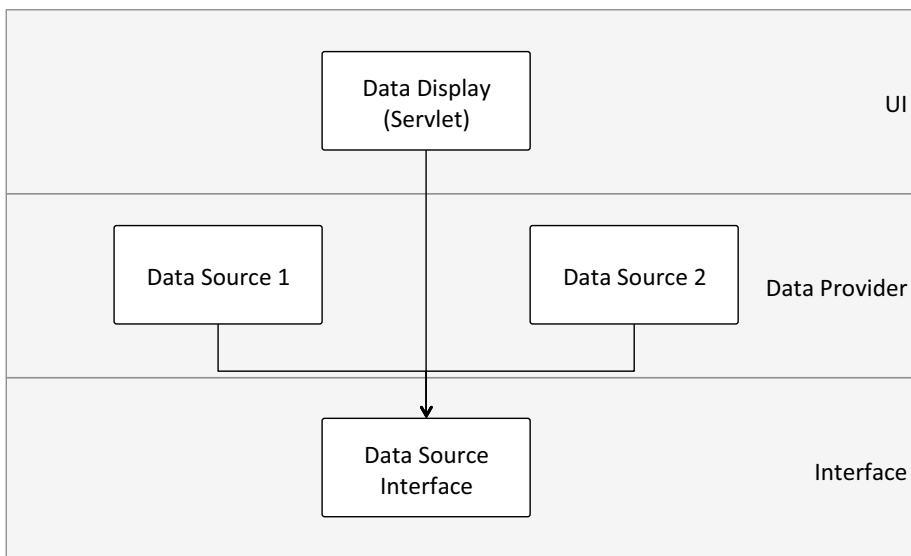 Data Display
(Servlet)
UI
Data Source 1
Data Source 2
Data Provider
Data Source
Interface
Interface